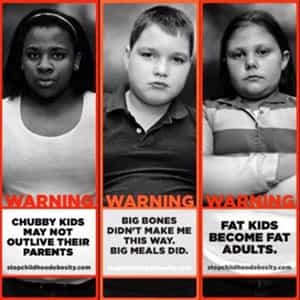 WARNING
CHUBBY KIDS
MAY NOT
OUTLIVE THEIR
PARENTS
stopchildhoodobesity.com
WARNING
BIG BONES
DIDN'T MAKE ME
THIS WAY.
BIG MEALS DID.
stopchildhoodobesity.com
WARNING
FAT KIDS
BECOME FAT
ADULTS.
stopchildhoodobesity.com